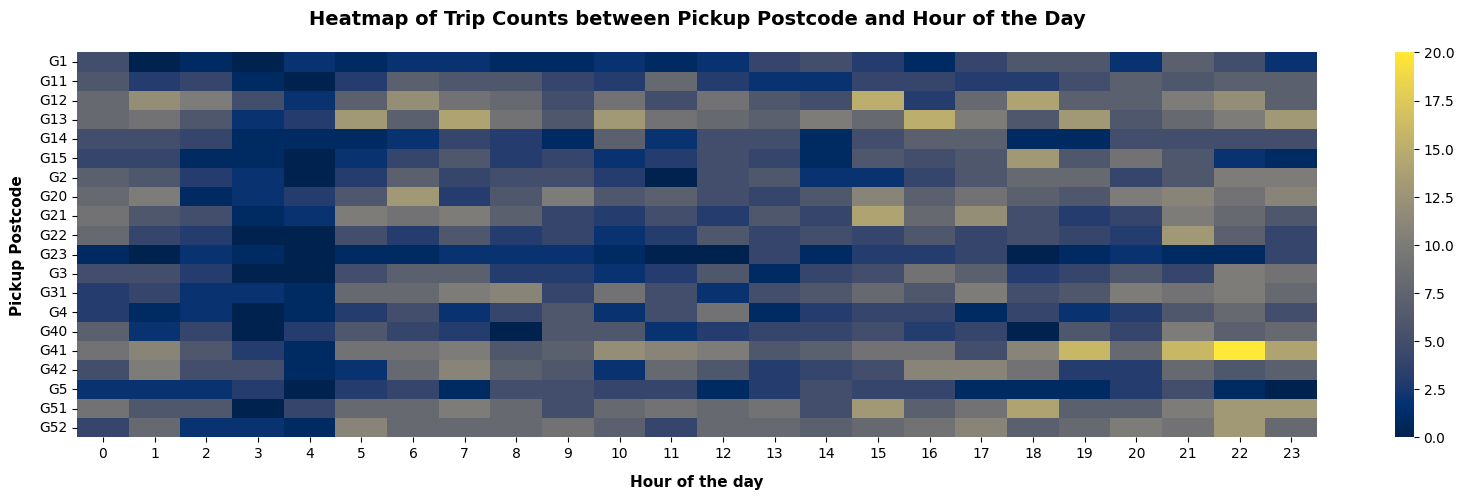 Heatmap of Trip Counts between Pickup Postcode and Hour of the Day
Pickup Postcode
G1
G11
G12
G13
G14
G15
G2
G20
G21
G22
G23
G3
G31
G4
G40
G41
G42
G5
G51
G52
0 1 2 3 4 5 6 7 8 9 10 11 12 13 14 15 16 17 18 19 20 21 22 23
Hour of the day
20.0
17.5
15.0
12.5
10.0
7.5
5.0
2.5
0.0